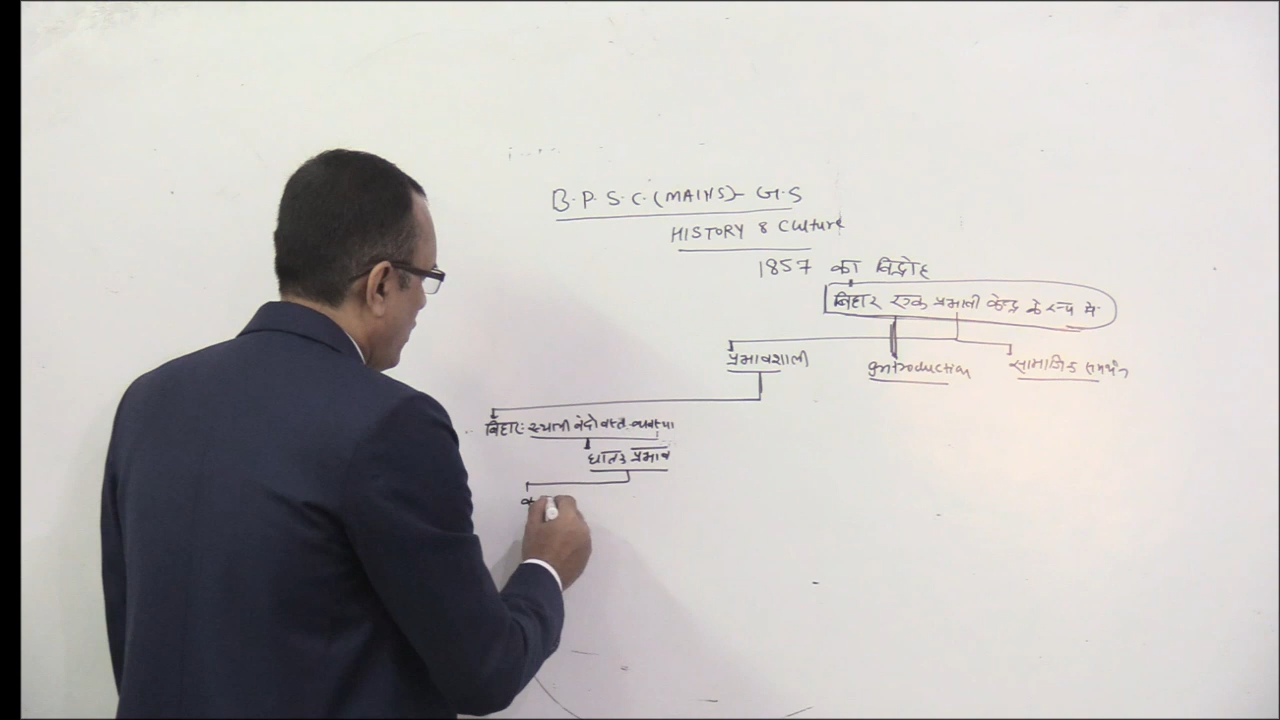 B.P.S.C.(MAINS)- G.S
HISTORY & Culture
1857 का विद्रोह
बिहार एक प्रभावी केन्द्र के रूप में
प्रभावशाली Introduction सामाजिक समर्थन
बिहार: स्थायी बंदोबस्त व्यवस्था
घातक प्रभाव